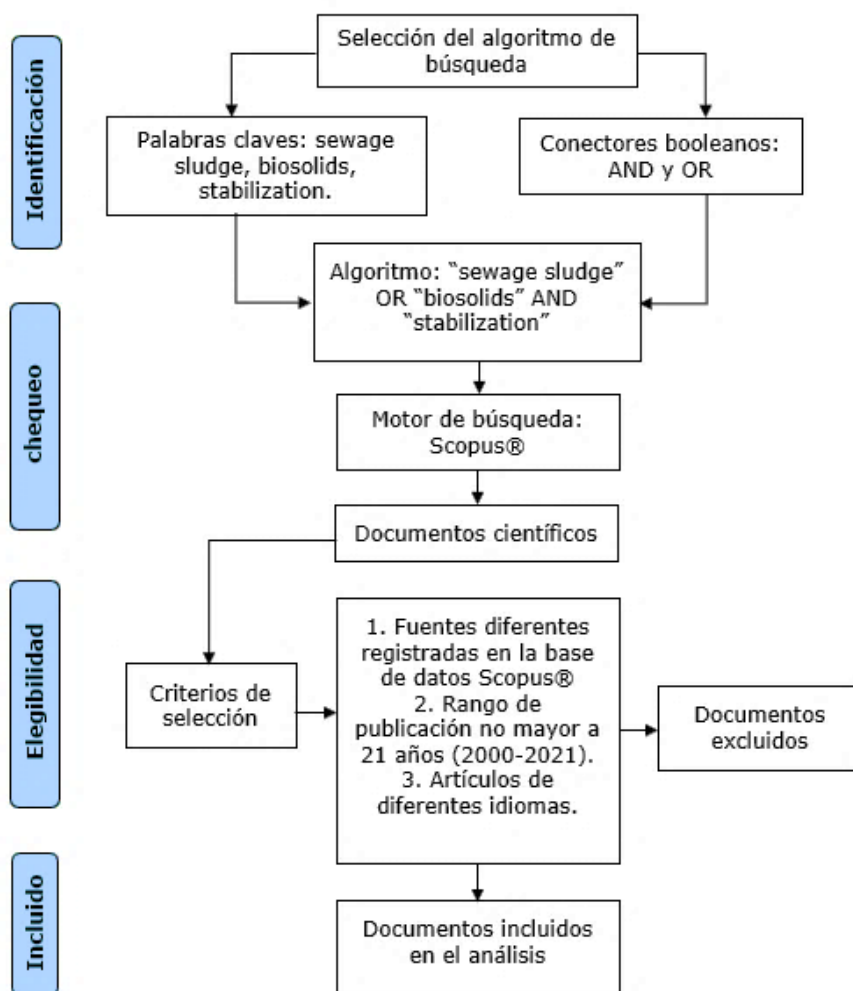 Identificación
Selección del algoritmo de
búsqueda
Palabras claves: sewage
sludge, biosolids,
stabilization.
Conectores booleanos:
AND y OR
Algoritmo: “sewage sludge”
OR “biosolids” AND
“stabilization”
chequeo
Motor de búsqueda:
Scopus®
Documentos científicos
Elegibilidad
Criterios de
selección
1. Fuentes diferentes
registradas en la base
de datos Scopus®
2. Rango de
publicación no mayor a
21 años (2000-2021).
3. Artículos de
diferentes idiomas.
Documentos
excluidos
Incluido
Documentos incluidos
en el análisis